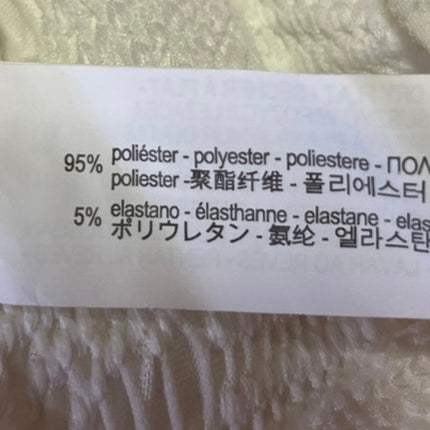 95% poliéster - polyester - poliestere - ПОЛ
poliester -聚酯纤维 - 폴리에스터
5% elastano - élasthanne - elastane - elas
ポリウレタン - 氨纶 - 엘라스탄